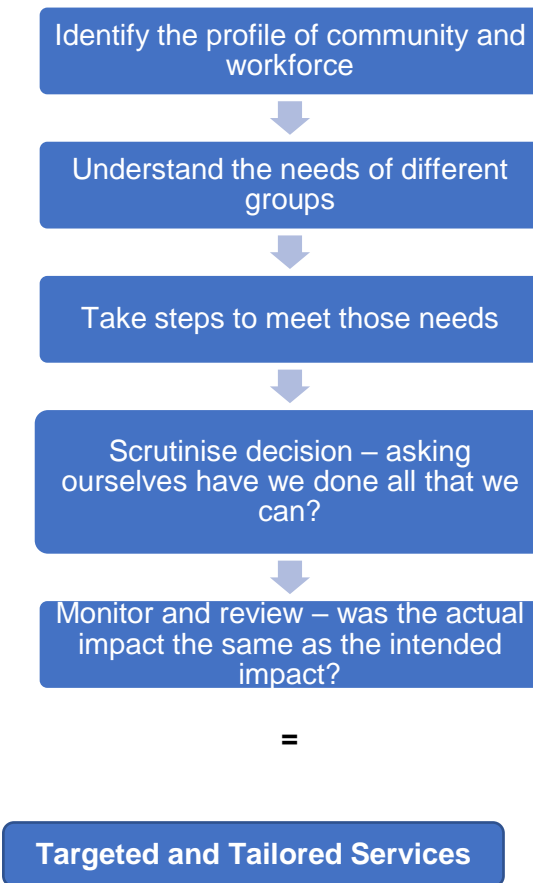 Identify the profile of community and
workforce
Understand the needs of different
groups
Take steps to meet those needs
Scrutinise decision – asking
ourselves have we done all that we
can?
Monitor and review – was the actual
impact the same as the intended
impact?
=
Targeted and Tailored Services